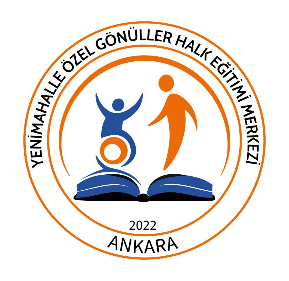 YENİMAHALLE ÖZEL GÖNÜLLER HALK EĞİTİMİ MERKEZİ
2022
ANKARA